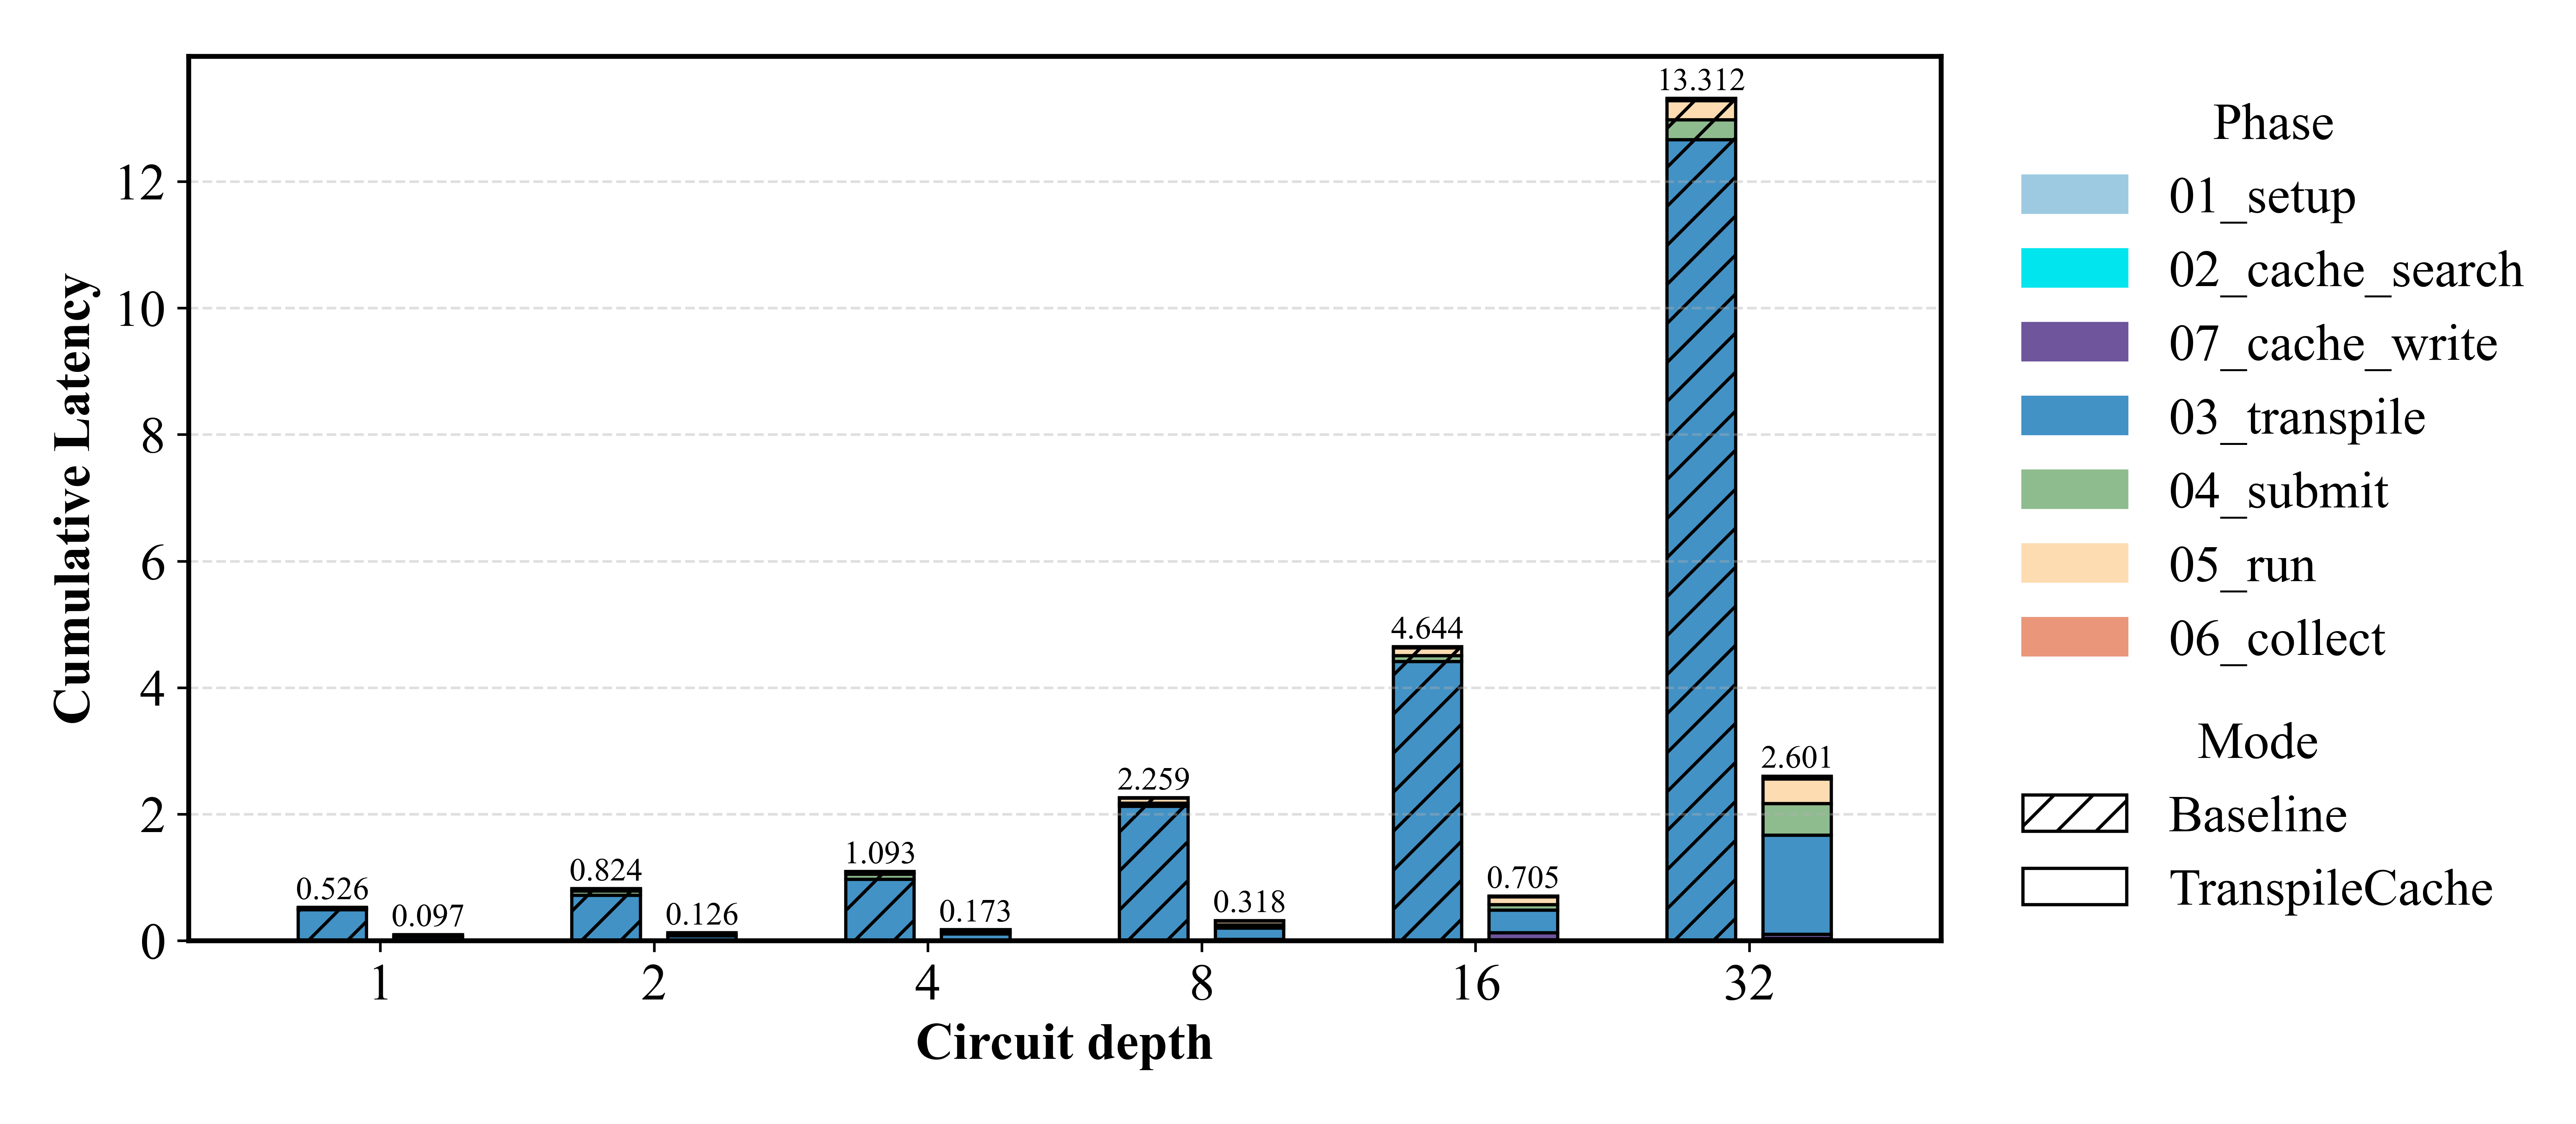 Cumulative Latency
12
10
8
6
4
2
0
0.526
0.097
0.824
0.126
1.093
0.173
2.259
0.318
4.644
0.705
13.312
2.601
1
2
4
8
16
32
Circuit depth
Phase
01_setup
02_cache_search
07_cache_write
03_transpile
04_submit
05_run
06_collect
Mode
Baseline
TranspileCache